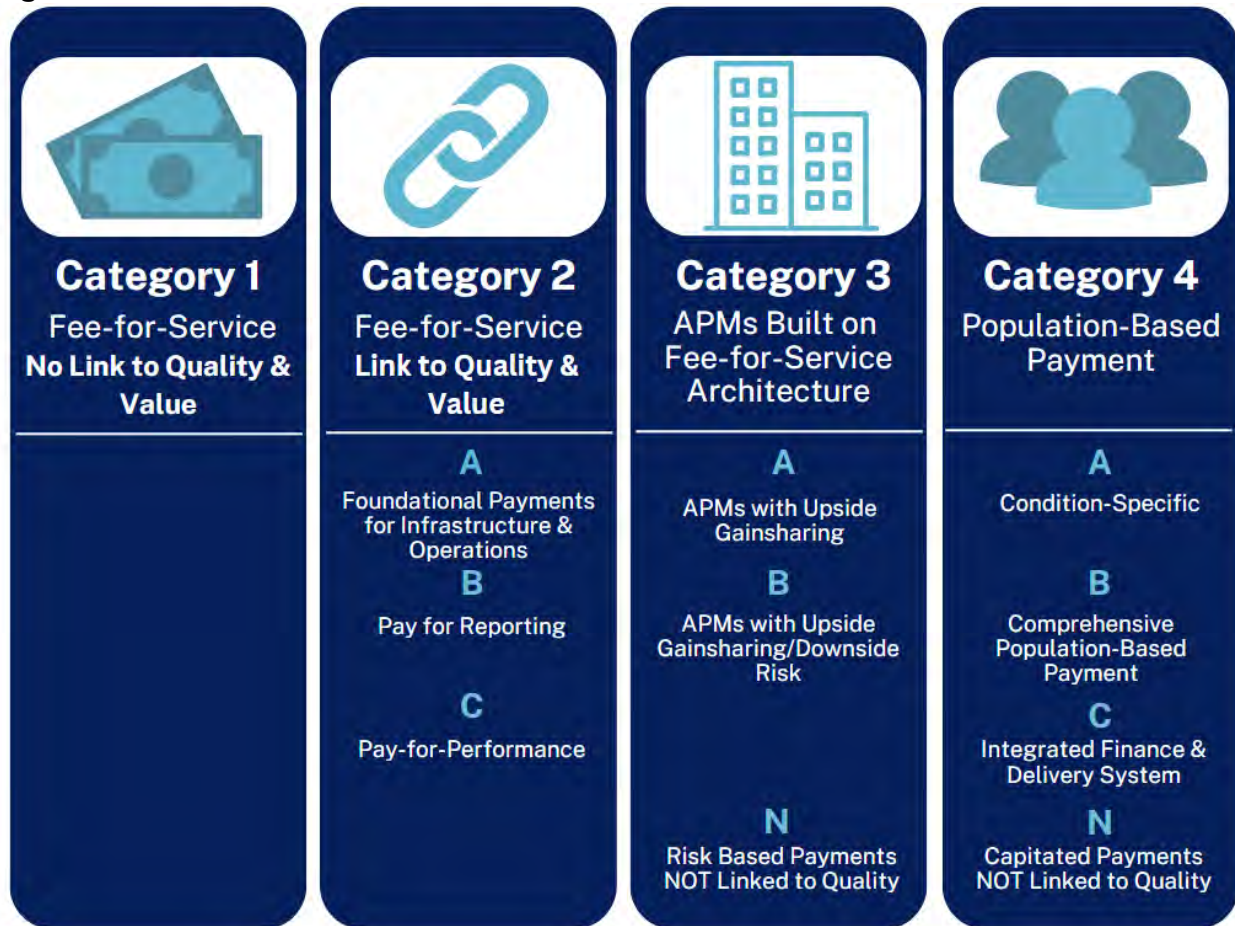 Category 1
Fee-for-Service
No Link to Quality &
Value
Category 2
Fee-for-Service
Link to Quality &
Value
A
Foundational Payments
for Infrastructure &
Operations
B
Pay for Reporting
C
Pay-for-Performance
Category 3
APMs Built on
Fee-for-Service
Architecture
A
APMs with Upside
Gainsharing
B
APMs with Upside
Gainsharing/Downside
Risk
N
Risk Based Payments
NOT Linked to Quality
Category 4
Population-Based
Payment
A
Condition-Specific
B
Comprehensive
Population-Based
Payment
C
Integrated Finance &
Delivery System
N
Capitated Payments
NOT Linked to Quality